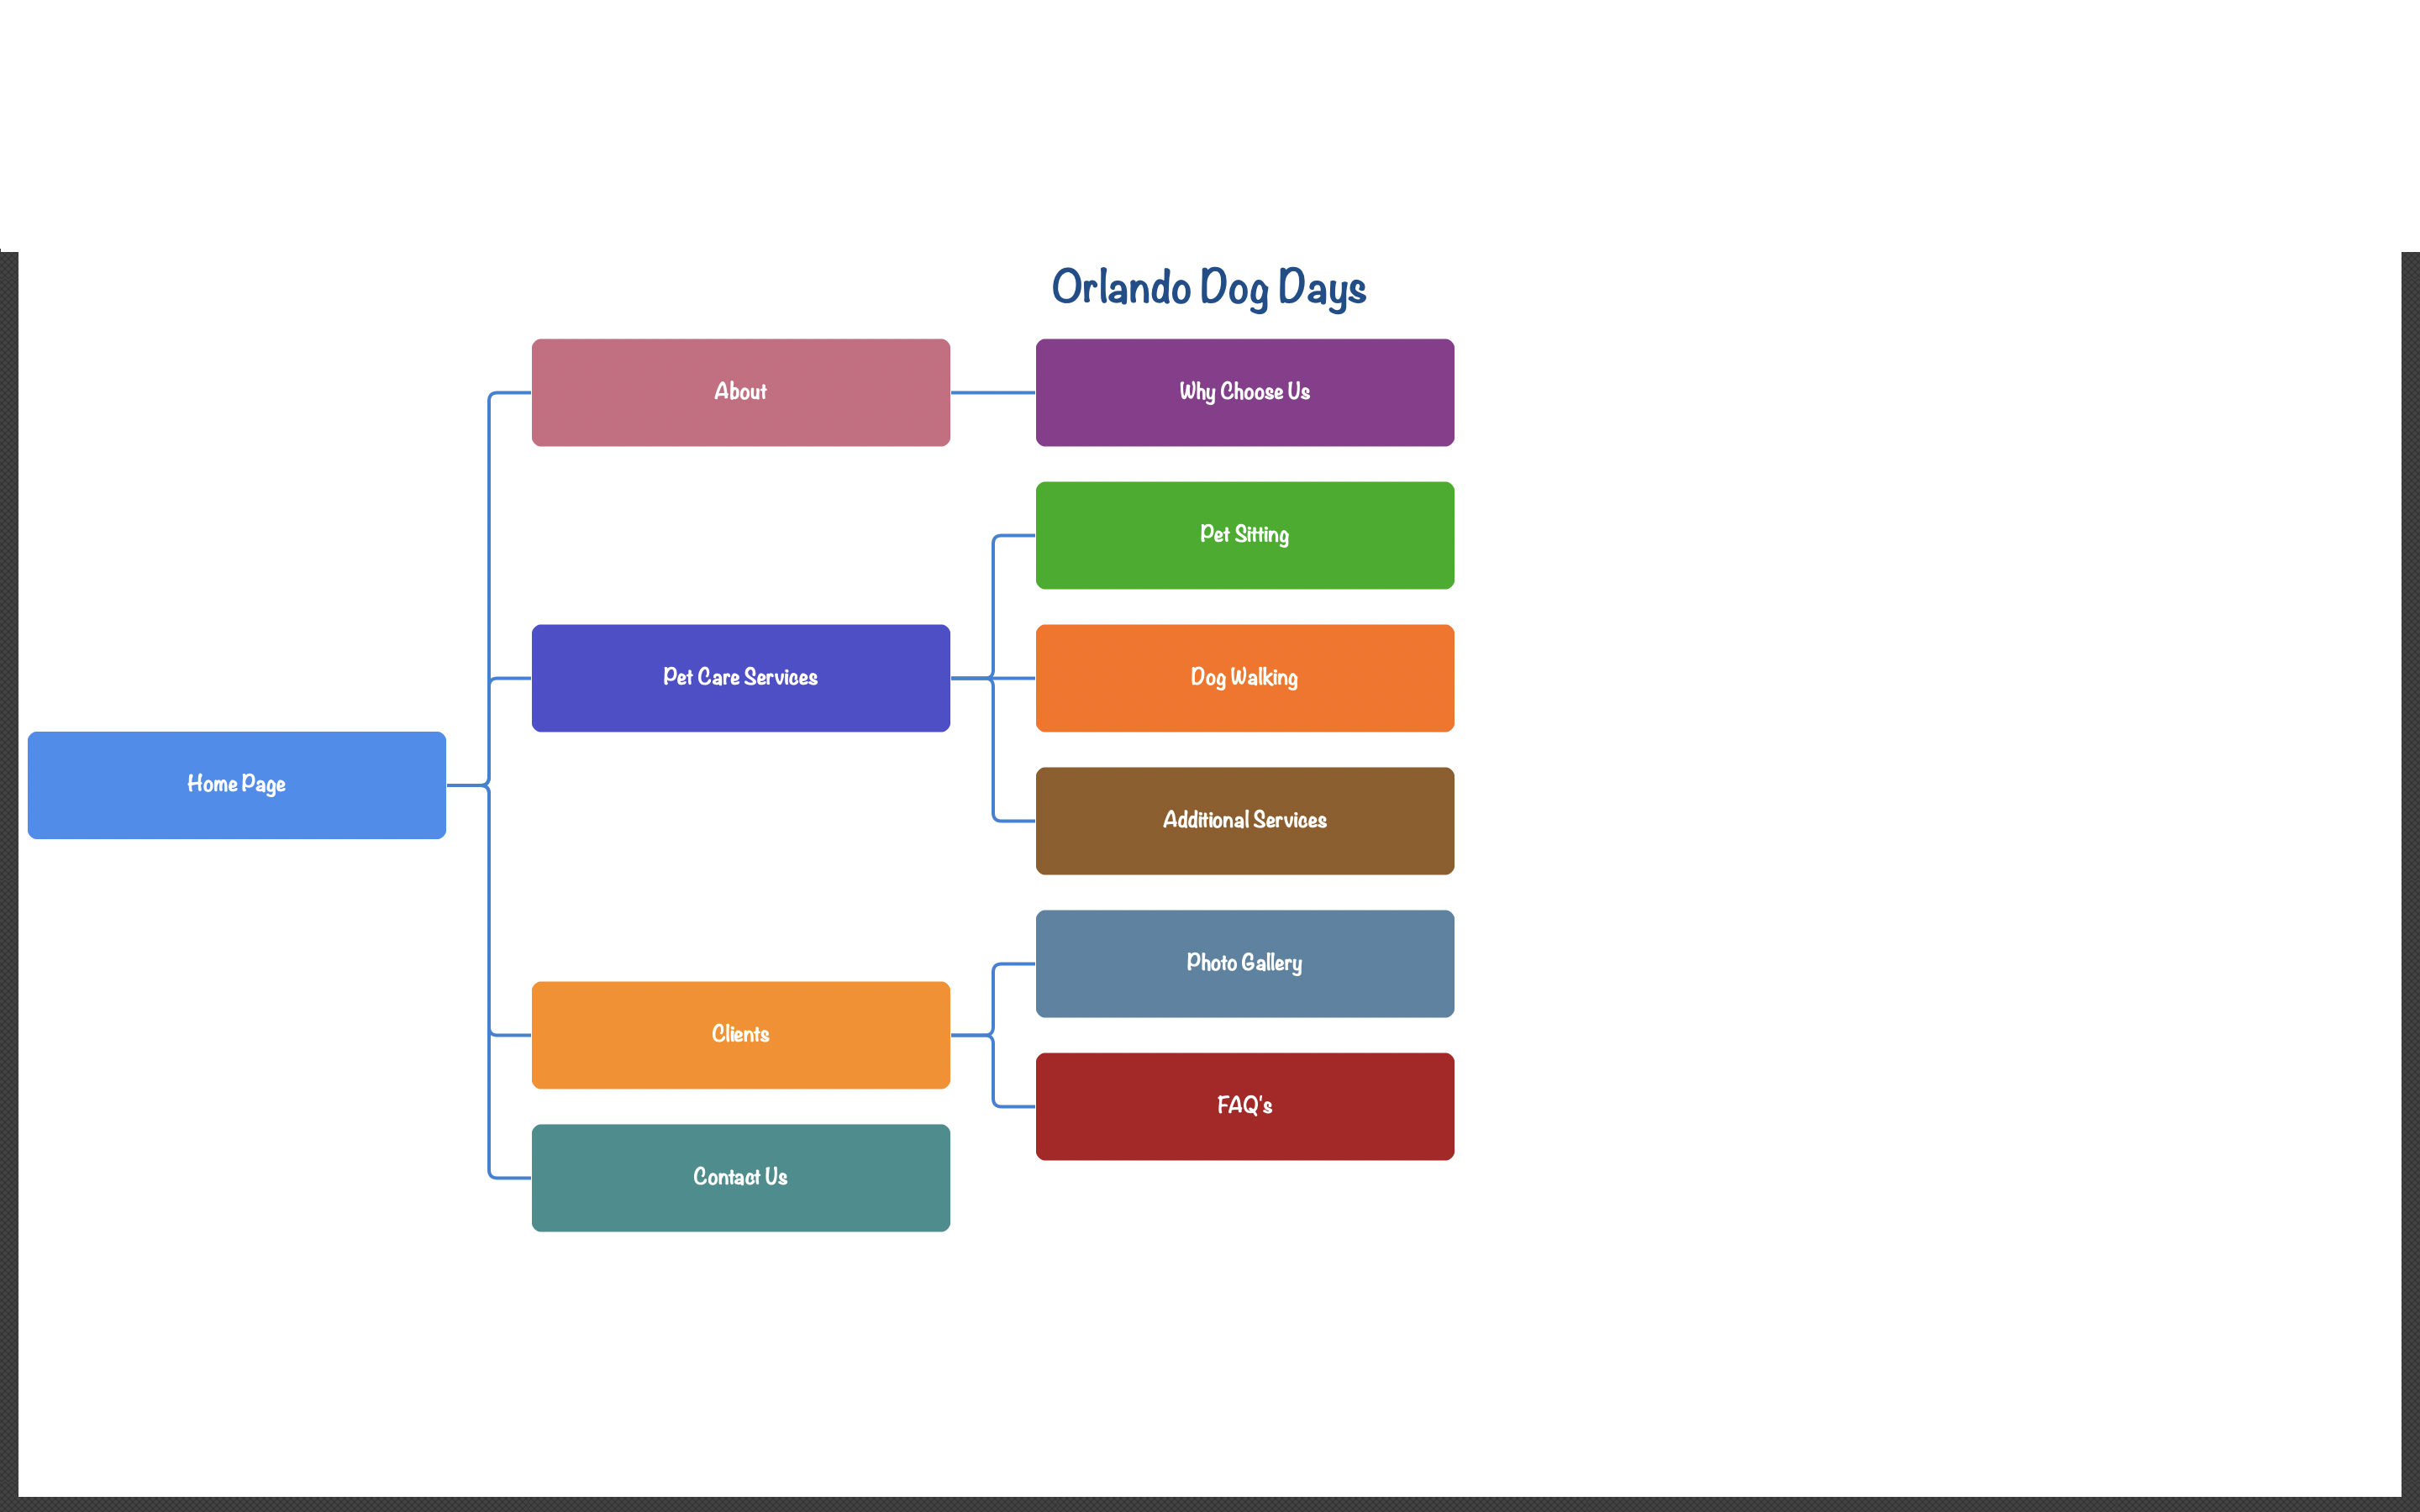 Orlando Dog Days
Home Page
About
Why Choose Us
Pet Care Services
Pet Sitting
Dog Walking
Additional Services
Clients
Photo Gallery
FAQ's
Contact Us